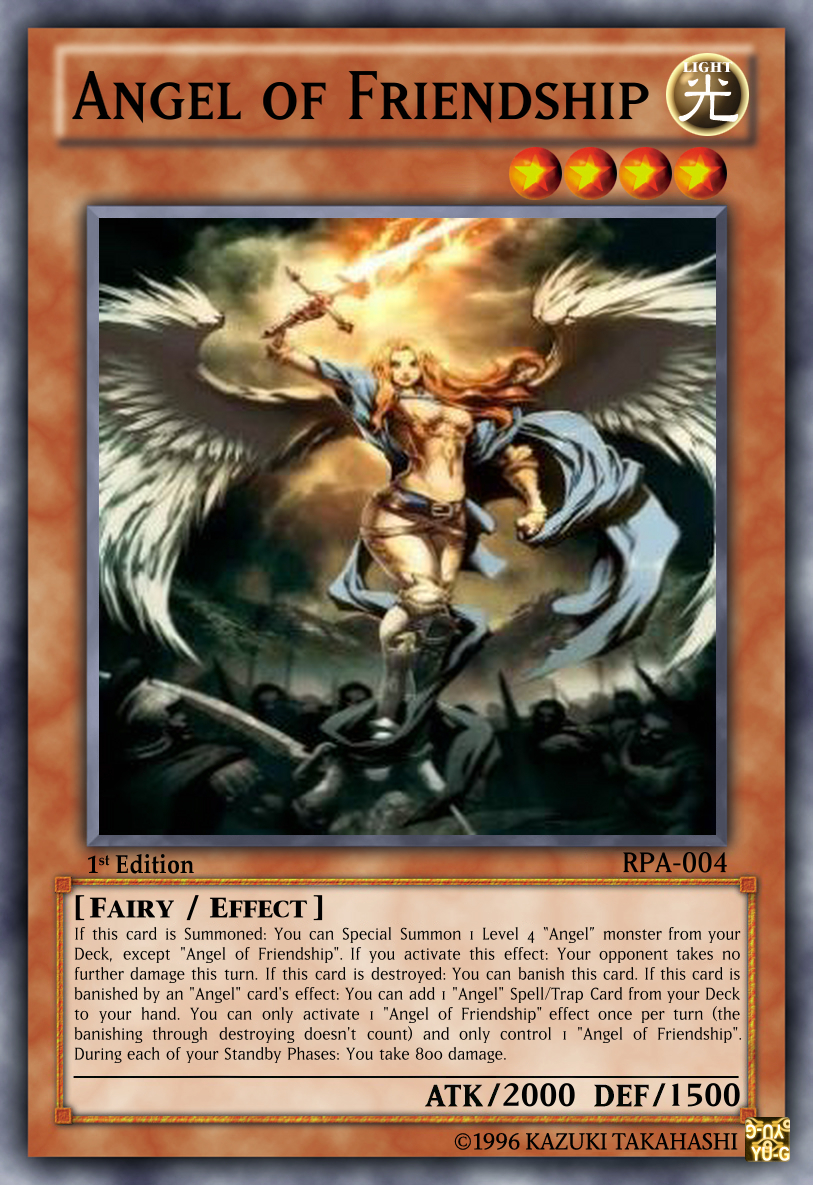 Angel of Friendship
LIGHT
光
1st Edition
RPA-004
[ Fairy / Effect ]
If this card is Summoned: You can Special Summon 1 Level 4 "Angel" monster from your
Deck, except "Angel of Friendship". If you activate this effect: Your opponent takes no
further damage this turn. If this card is destroyed: You can banish this card. If this card is
banished by an "Angel" card's effect: You can add 1 "Angel" Spell/Trap Card from your Deck
to your hand. You can only activate 1 "Angel of Friendship" effect once per turn (the
banishing through destroying doesn't count) and only control 1 "Angel of Friendship".
During each of your Standby Phases: You take 800 damage.
ATK/2000 DEF/1500
©1996 KAZUKI TAKAHASHI